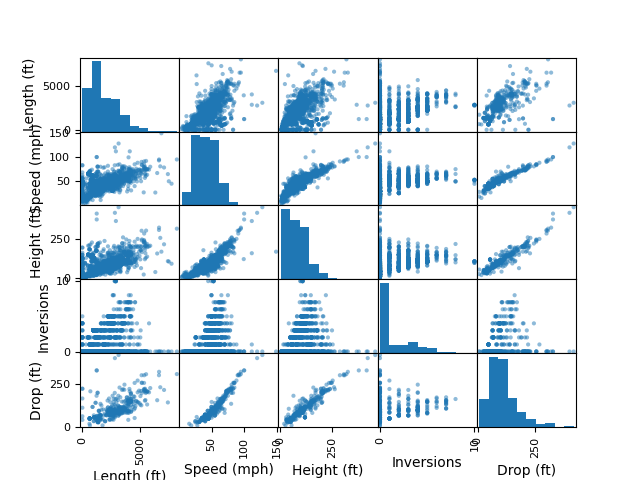 Length (ft)
5000
0
Speed (mph)
150
100
50
Height (ft)
250
0
Inversions
10
0
Drop (ft)
250
0
0
5000
50
100
150
0
250
0
10
0
250
Length (ft)
Speed (mph)
Height (ft)
Inversions
Drop (ft)